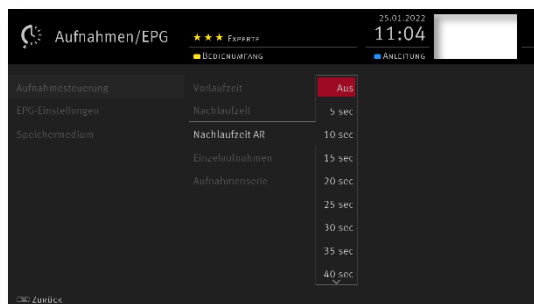 25.01.2022
Aufnahmen/EPG
EXPERTE
11:04
BEDIENUMFANG
ANLEITUNG
Aufnahmesteuerung
Vorlaufzeit
Aus
EPG-Einstellungen
Nachlaufzeit
5 sec
Speichermedium
Nachlaufzeit AR
10 sec
Einzelaufnahmen
15 sec
Aufnahmenserie
20 sec
25 sec
30 sec
35 sec
40 sec
ZURÜCK